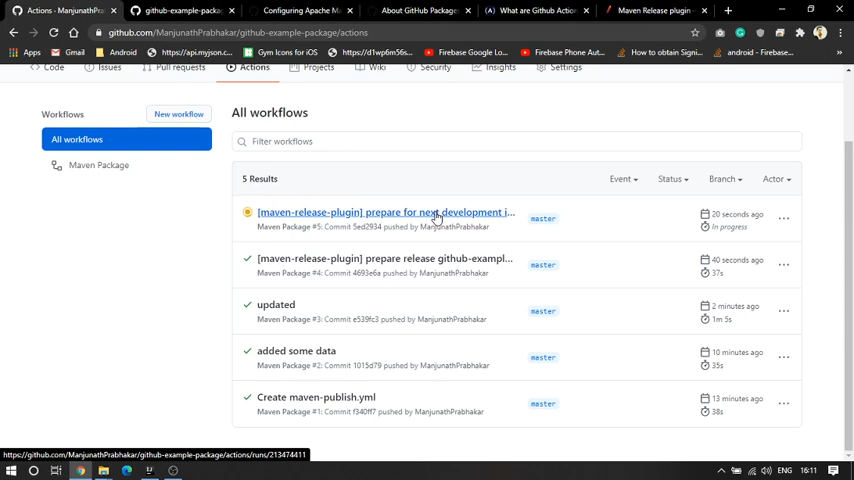 Actions - ManjunathPrabha
github-example-package
Configuring Apache Ma
About GitHub Packages
What are Github Action
Maven Release plugin -
github.com/ManjunathPrabhakar/github-example-package/actions
Apps
Gmail
Android
https://api.myjson.c...
Gym Icons for iOS
https://d1wp6m56s...
Firebase Google Lo...
Firebase Phone Aut...
How to obtain Signi...
android - Firebase...
Code
Issues
Pull requests
Actions
Projects
Wiki
Security
Insights
Settings
Workflows
New workflow
All workflows
Maven Package
All workflows
Filter workflows
5 Results
Event
Status
Branch
Actor
[maven-release-plugin] prepare for next development i...
Maven Package #5: Commit 5ed2934 pushed by ManjunathPrabhakar
master
20 seconds ago
In progress
[maven-release-plugin] prepare release github-exampl...
Maven Package #4: Commit 4693e6a pushed by ManjunathPrabhakar
master
40 seconds ago
37s
updated
Maven Package #3: Commit e539fc3 pushed by ManjunathPrabhakar
master
2 minutes ago
1m 5s
added some data
Maven Package #2: Commit 1015d79 pushed by ManjunathPrabhakar
master
10 minutes ago
35s
Create maven-publish.yml
Maven Package #1: Commit f340ff7 pushed by ManjunathPrabhakar
master
13 minutes ago
38s
https://github.com/ManjunathPrabhakar/github-example-package/actions/runs/213474411
ENG
16:11